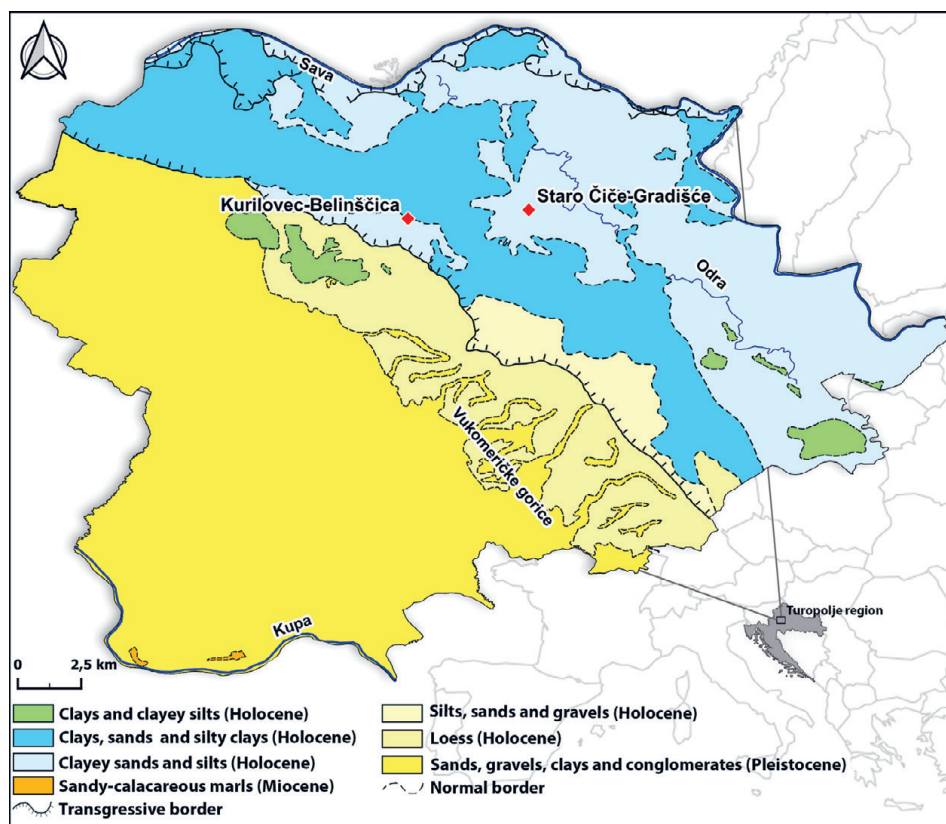 Sava
Kurilovec-Belinščica
Staro Čiče-Gradišće
Odra
Vukomeričke gorice
Kupa
Turopolje region
0 2,5 km
Clays and clayey silts (Holocene)
Clays, sands and silty clays (Holocene)
Clayey sands and silts (Holocene)
Sandy-calacareous marls (Miocene)
Transgressive border
Silts, sands and gravels (Holocene)
Loess (Holocene)
Sands, gravels, clays and conglomerates (Pleistocene)
Normal border